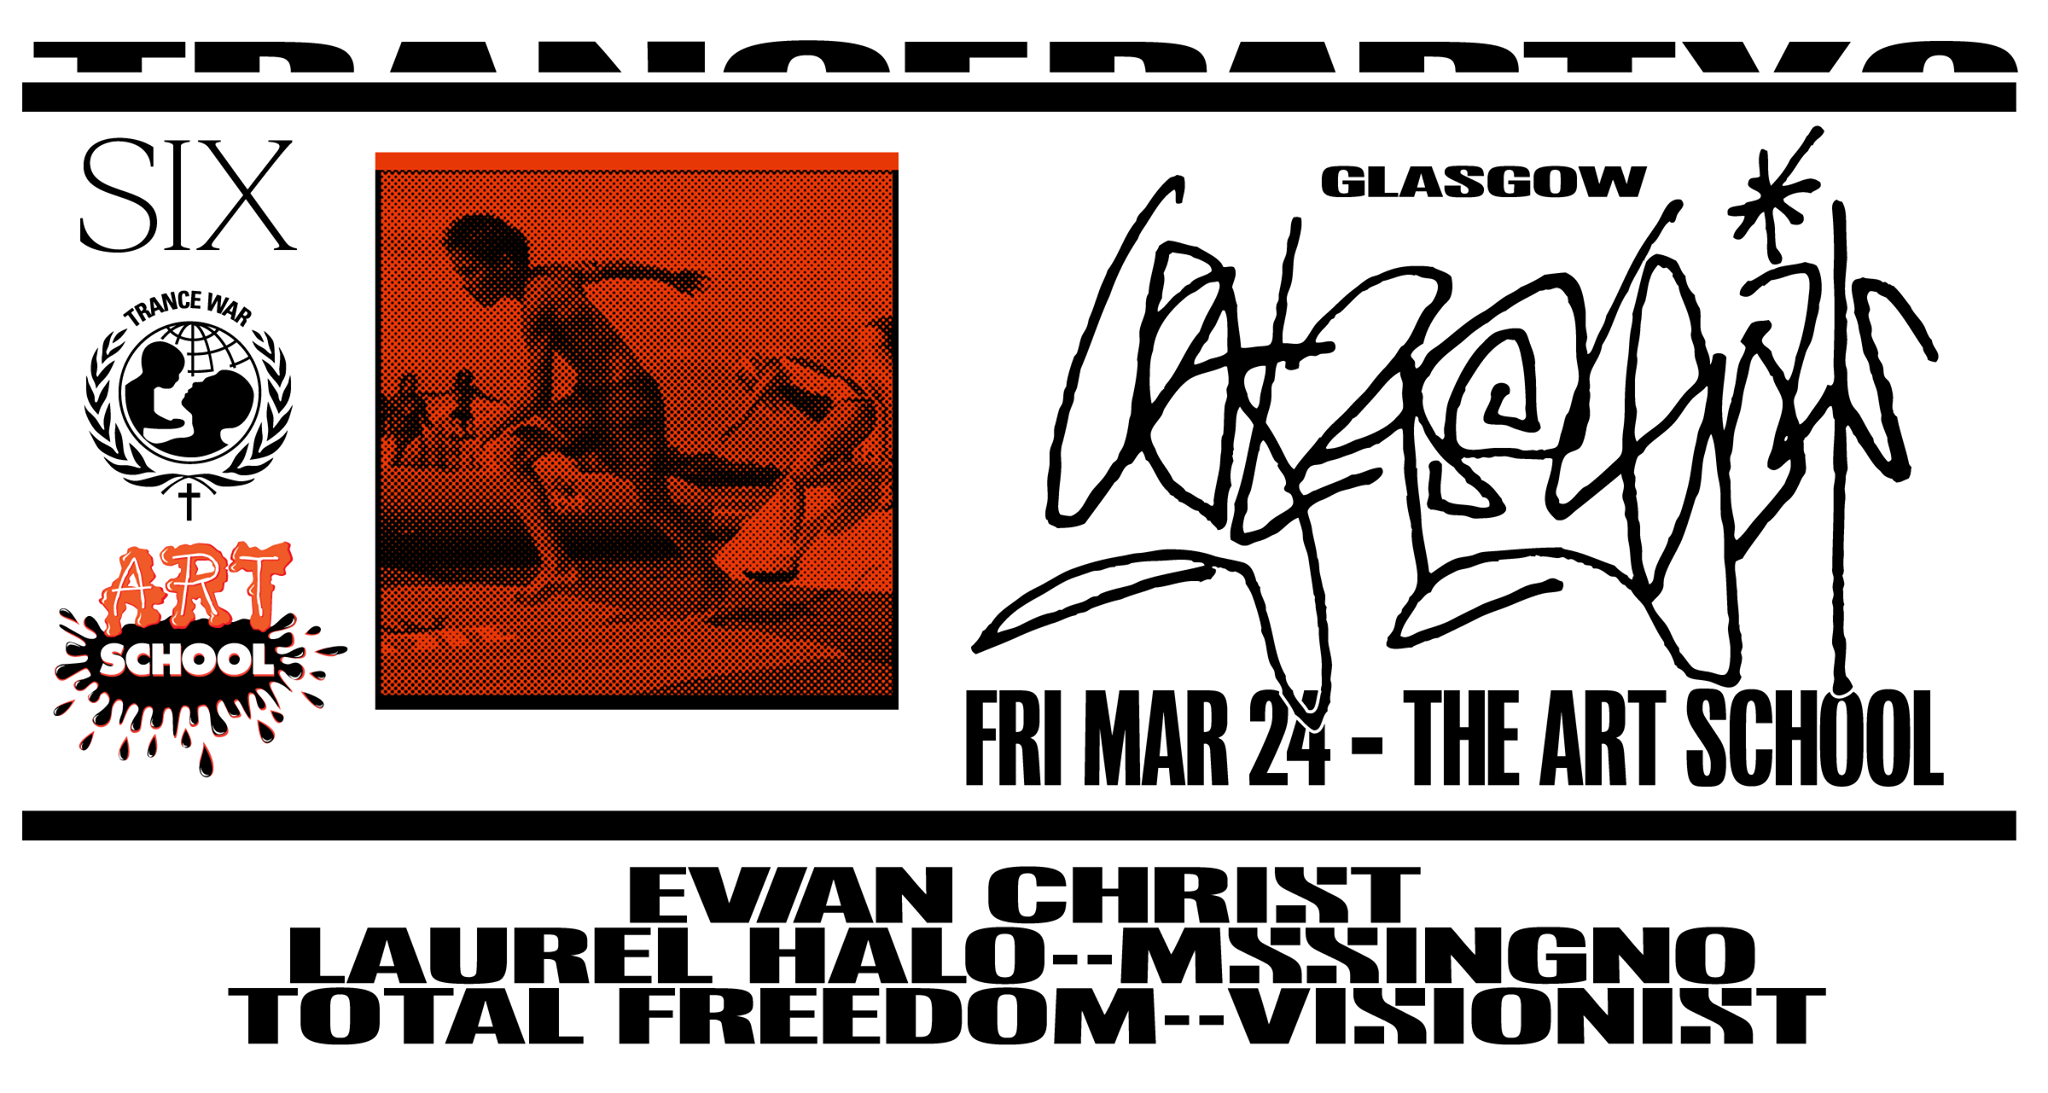 TRANCEPARTY
SIX
TRANCE WAR
ART
SCHOOL
GLASGOW
FRI MAR 24 - THE ART SCHOOL
EVIAN CHRIST
LAUREL HALO--MSSINGNO
TOTAL FREEDOM--VISIONIST